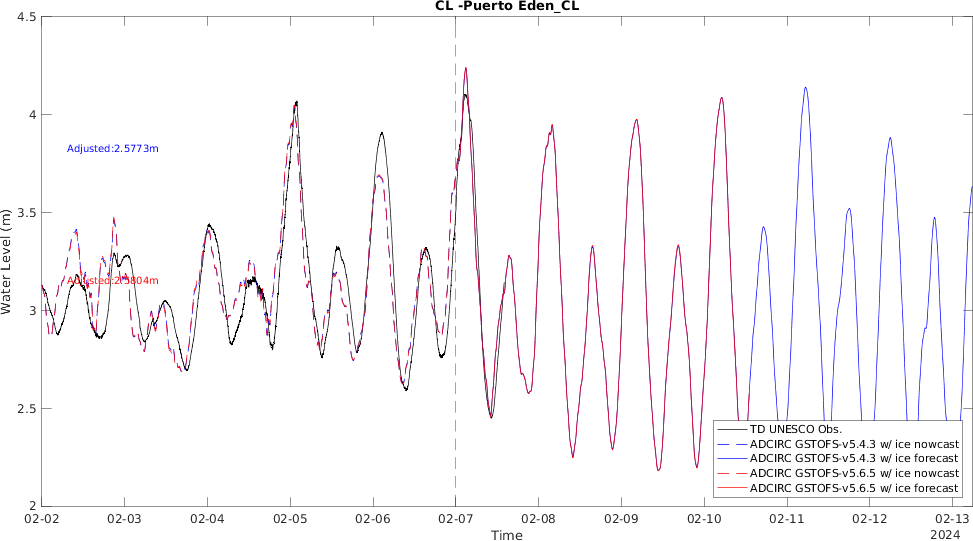 CL -Puerto Eden_CL
4.5
4
3.5
3
2.5
2
Water Level (m)
Adjusted:2.5773m
Adjusted:2.5804m
TD UNESCO Obs.
ADCIRC GSTOFS-v5.4.3 w/ ice nowcast
ADCIRC GSTOFS-v5.4.3 w/ ice forecast
ADCIRC GSTOFS-v5.6.5 w/ ice nowcast
ADCIRC GSTOFS-v5.6.5 w/ ice forecast
02-02 02-03 02-04 02-05 02-06 02-07 02-08 02-09 02-10 02-11 02-12 02-13
Time
2024